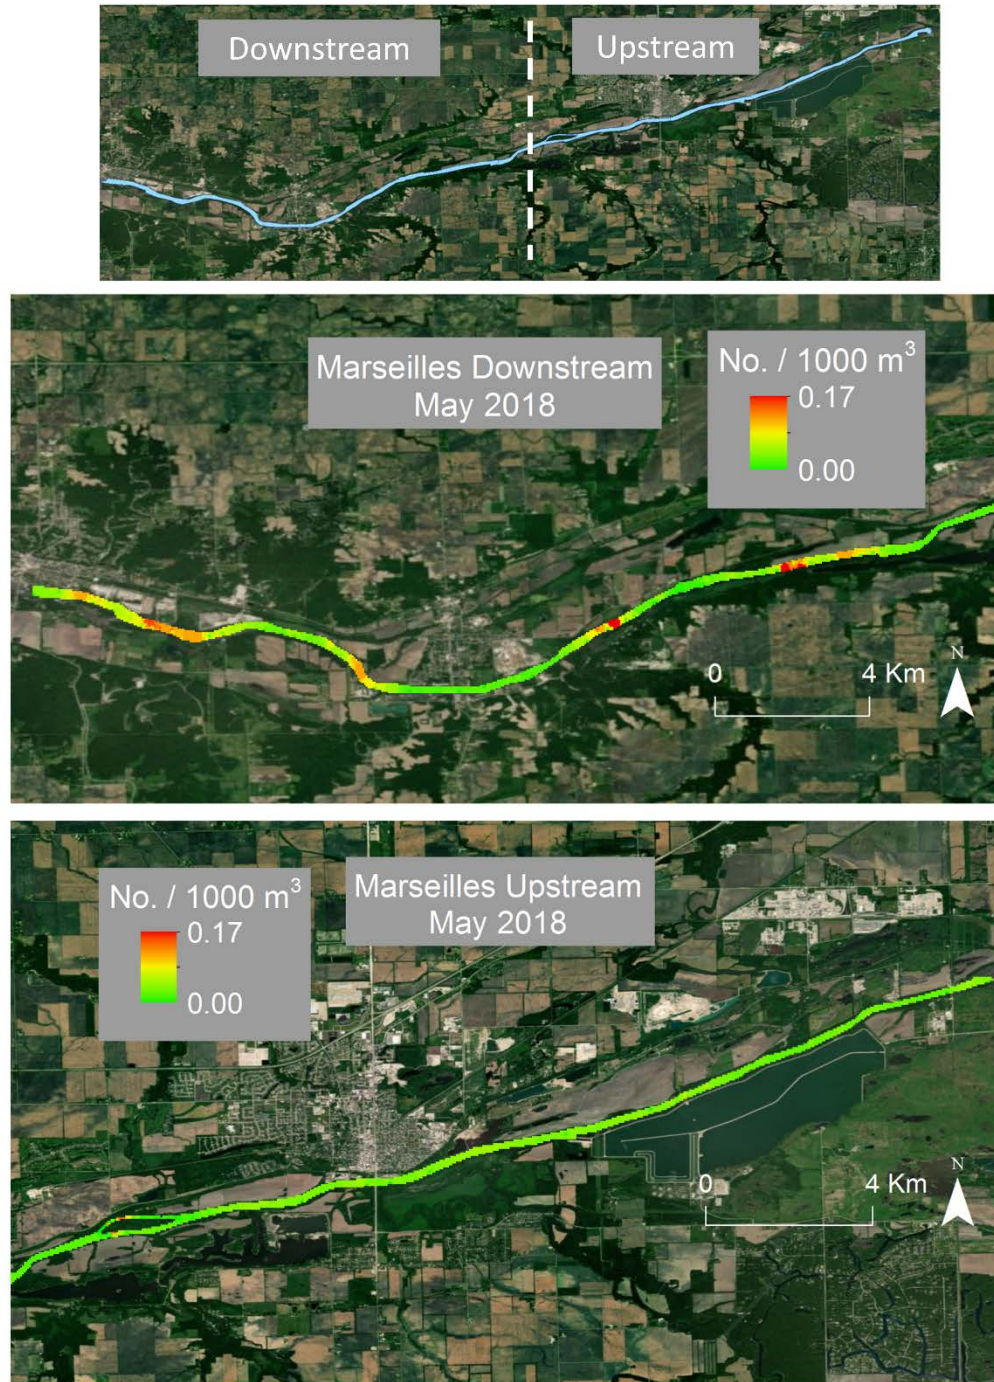 Downstream
Upstream
Marseilles Downstream
May 2018
No. / 1000 m³
0.17
0.00
0
4 Km
N
No. / 1000 m³
0.17
0.00
Marseilles Upstream
May 2018
0
4 Km
N